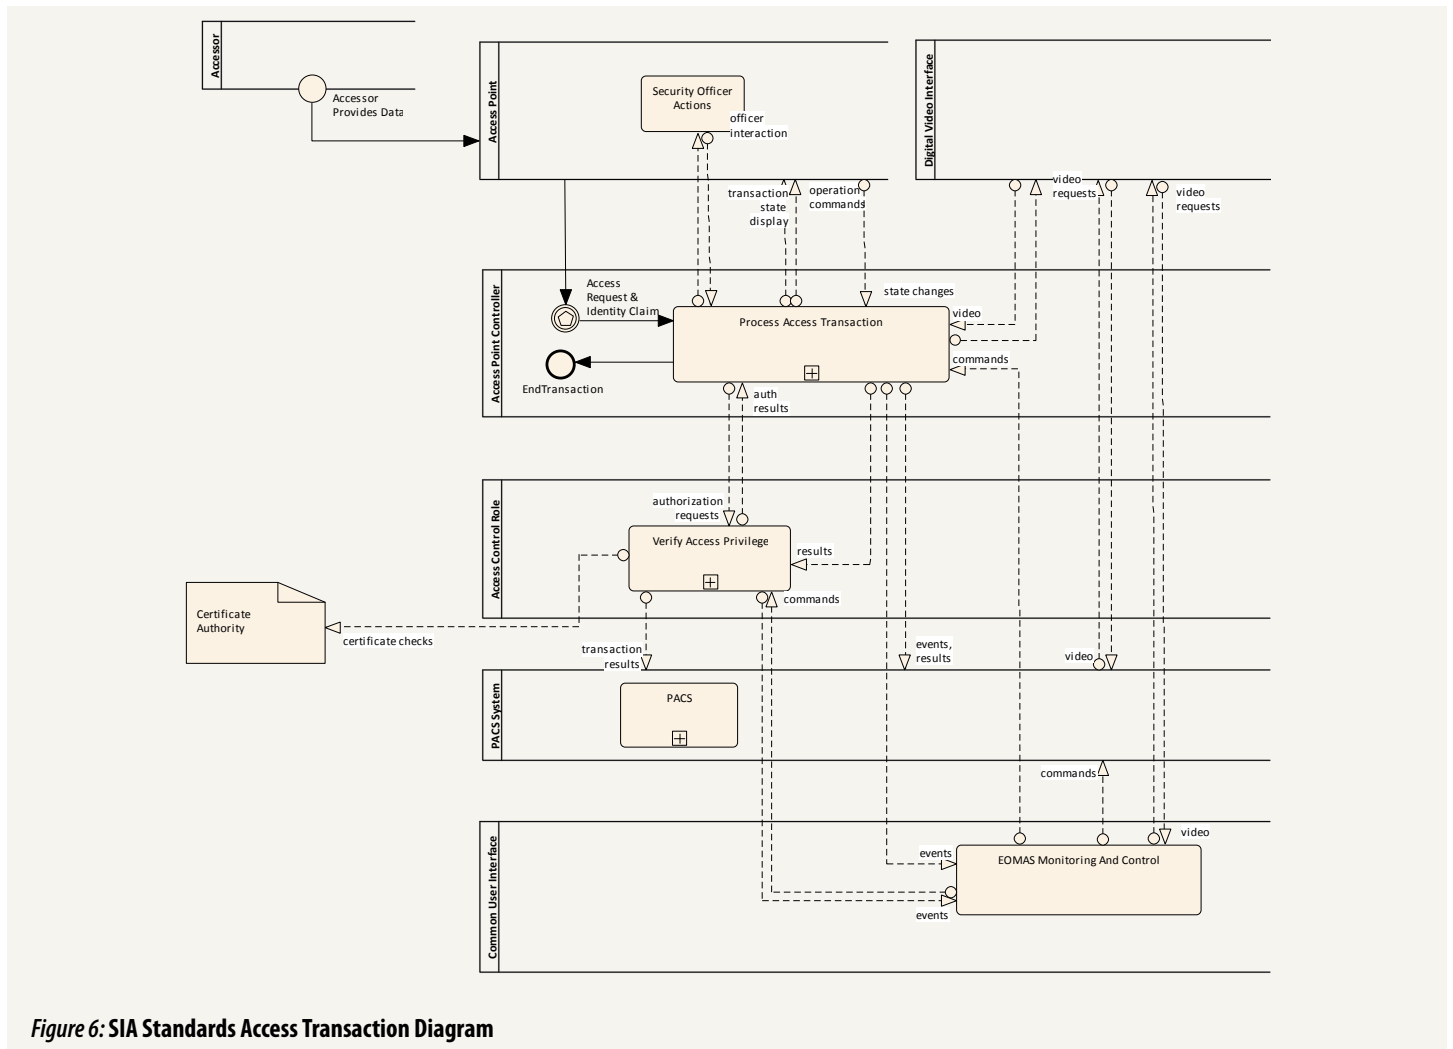 Accessor
Accessor
Provides Data
Access Point
Security Officer
Actions
officer
interaction
Digital Video Interface
transaction
state
display
operation
commands
video
requests
video
requests
Access Point Controller
Access
Request &
Identity Claim
state changes
Process Access Transaction
video
commands
EndTransaction
auth
results
Access Control Role
authorization
requests
Verify Access Privilege
results
commands
Certificate
Authority
certificate checks
transaction
results
events,
results
video
PACS System
PACS
commands
Common User Interface
video
events
EOMAS Monitoring And Control
events
Figure 6: SIA Standards Access Transaction Diagram